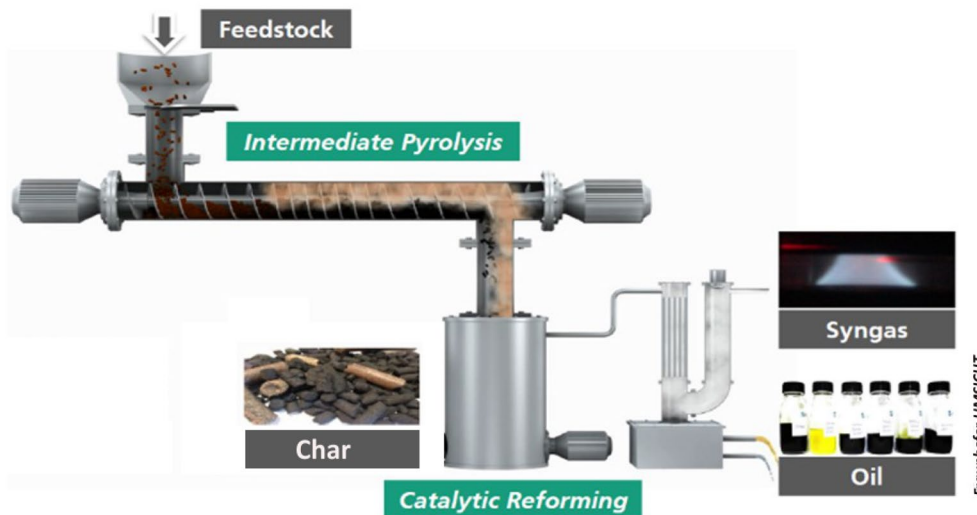 Feedstock
Intermediate Pyrolysis
Syngas
Char
Oil
Catalytic Reforming